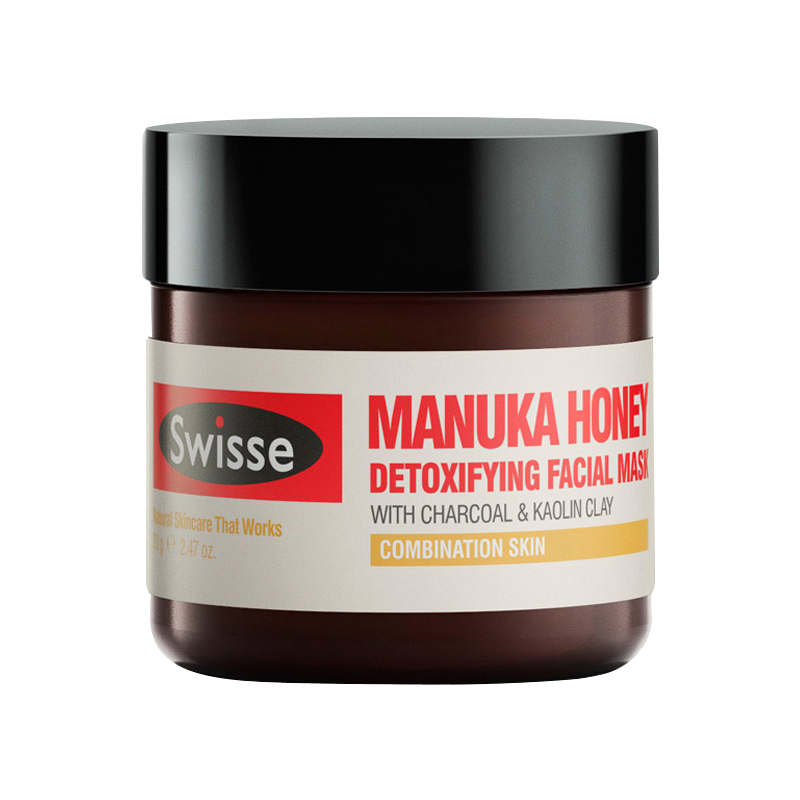 Swisse
Natural Skincare That Works
70g ℮ 2.47 oz.
MANUKA HONEY
DETOXIFYING FACIAL MASK
WITH CHARCOAL & KAOLIN CLAY
COMBINATION SKIN